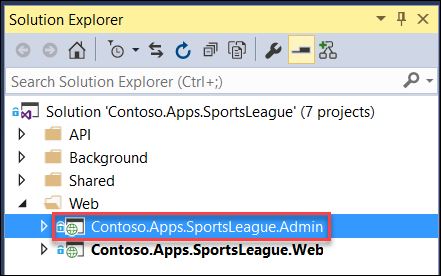 Solution Explorer
Search Solution Explorer (Ctrl+;)
Solution 'Contoso.Apps.SportsLeague' (7 projects)
API
Background
Shared
Web
Contoso.Apps.SportsLeague.Admin
Contoso.Apps.SportsLeague.Web